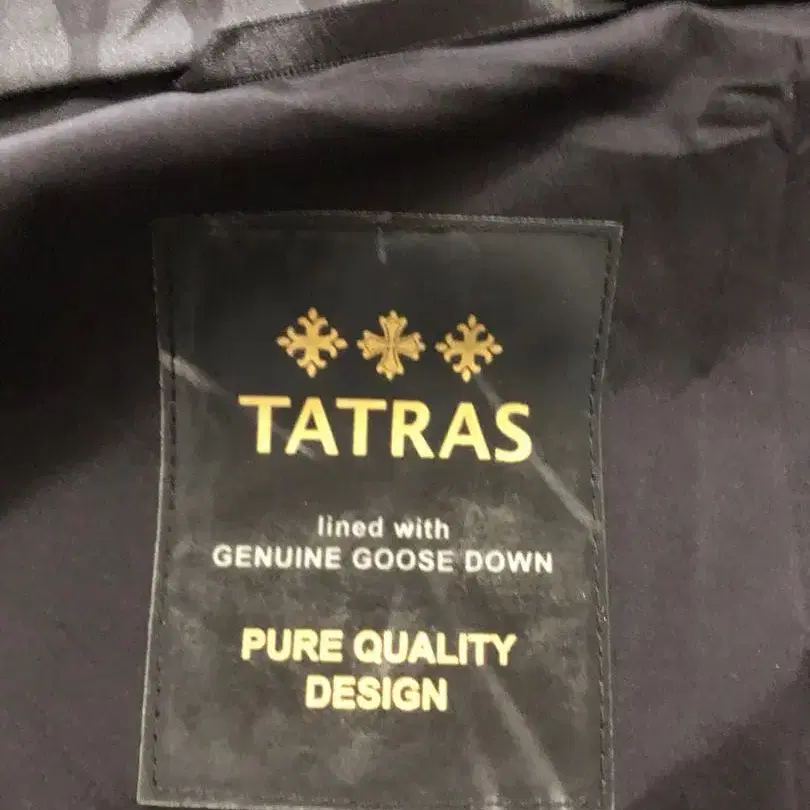 TATRAS
lined with
GENUINE GOOSE DOWN
PURE QUALITY
DESIGN